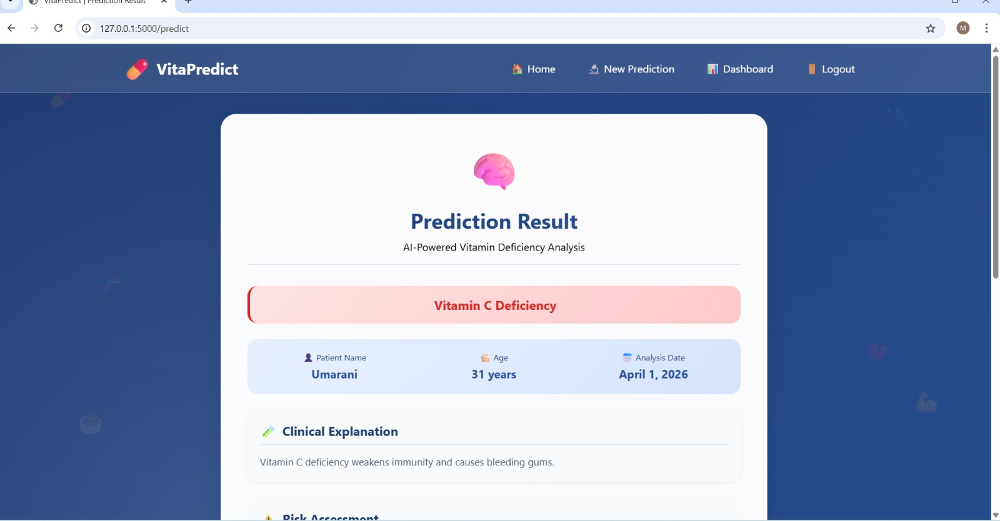 VitaPredict | Prediction Result
127.0.0.1:5000/predict
M
VitaPredict
Home
New Prediction
Dashboard
Logout
Prediction Result
AI-Powered Vitamin Deficiency Analysis
Vitamin C Deficiency
Patient Name
Age
Analysis Date
Umarani
31 years
April 1, 2026
Clinical Explanation
Vitamin C deficiency weakens immunity and causes bleeding gums.
Risk Assessment